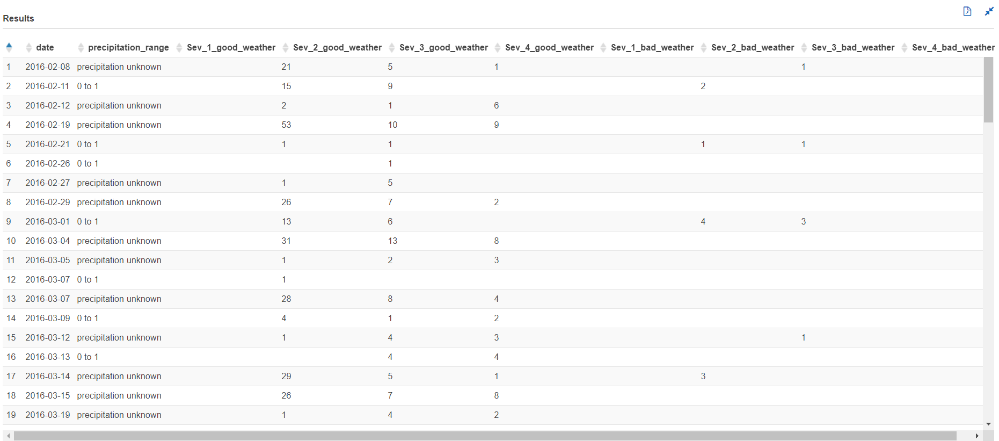 Results
date precipitation_range Sev_1_good_weather Sev_2_good_weather Sev_3_good_weather Sev_4_good_weather Sev_1_bad_weather Sev_2_bad_weather Sev_3_bad_weather Sev_4_bad_weather
1 2016-02-08 precipitation unknown 21 5 1 1
2 2016-02-11 0 to 1 15 9 2
3 2016-02-12 precipitation unknown 2 1 6
4 2016-02-19 precipitation unknown 53 10 9
5 2016-02-21 0 to 1 1 1 1 1
6 2016-02-26 0 to 1 1
7 2016-02-27 precipitation unknown 1 5
8 2016-02-29 precipitation unknown 26 7 2
9 2016-03-01 0 to 1 13 6 4 3
10 2016-03-04 precipitation unknown 31 13 8
11 2016-03-05 precipitation unknown 1 2 3
12 2016-03-07 0 to 1 1
13 2016-03-07 precipitation unknown 28 8 4
14 2016-03-09 0 to 1 4 1 2
15 2016-03-12 precipitation unknown 1 4 3 1
16 2016-03-13 0 to 1 4 4
17 2016-03-14 precipitation unknown 29 5 1 3
18 2016-03-15 precipitation unknown 26 7 8
19 2016-03-19 precipitation unknown 1 4 2